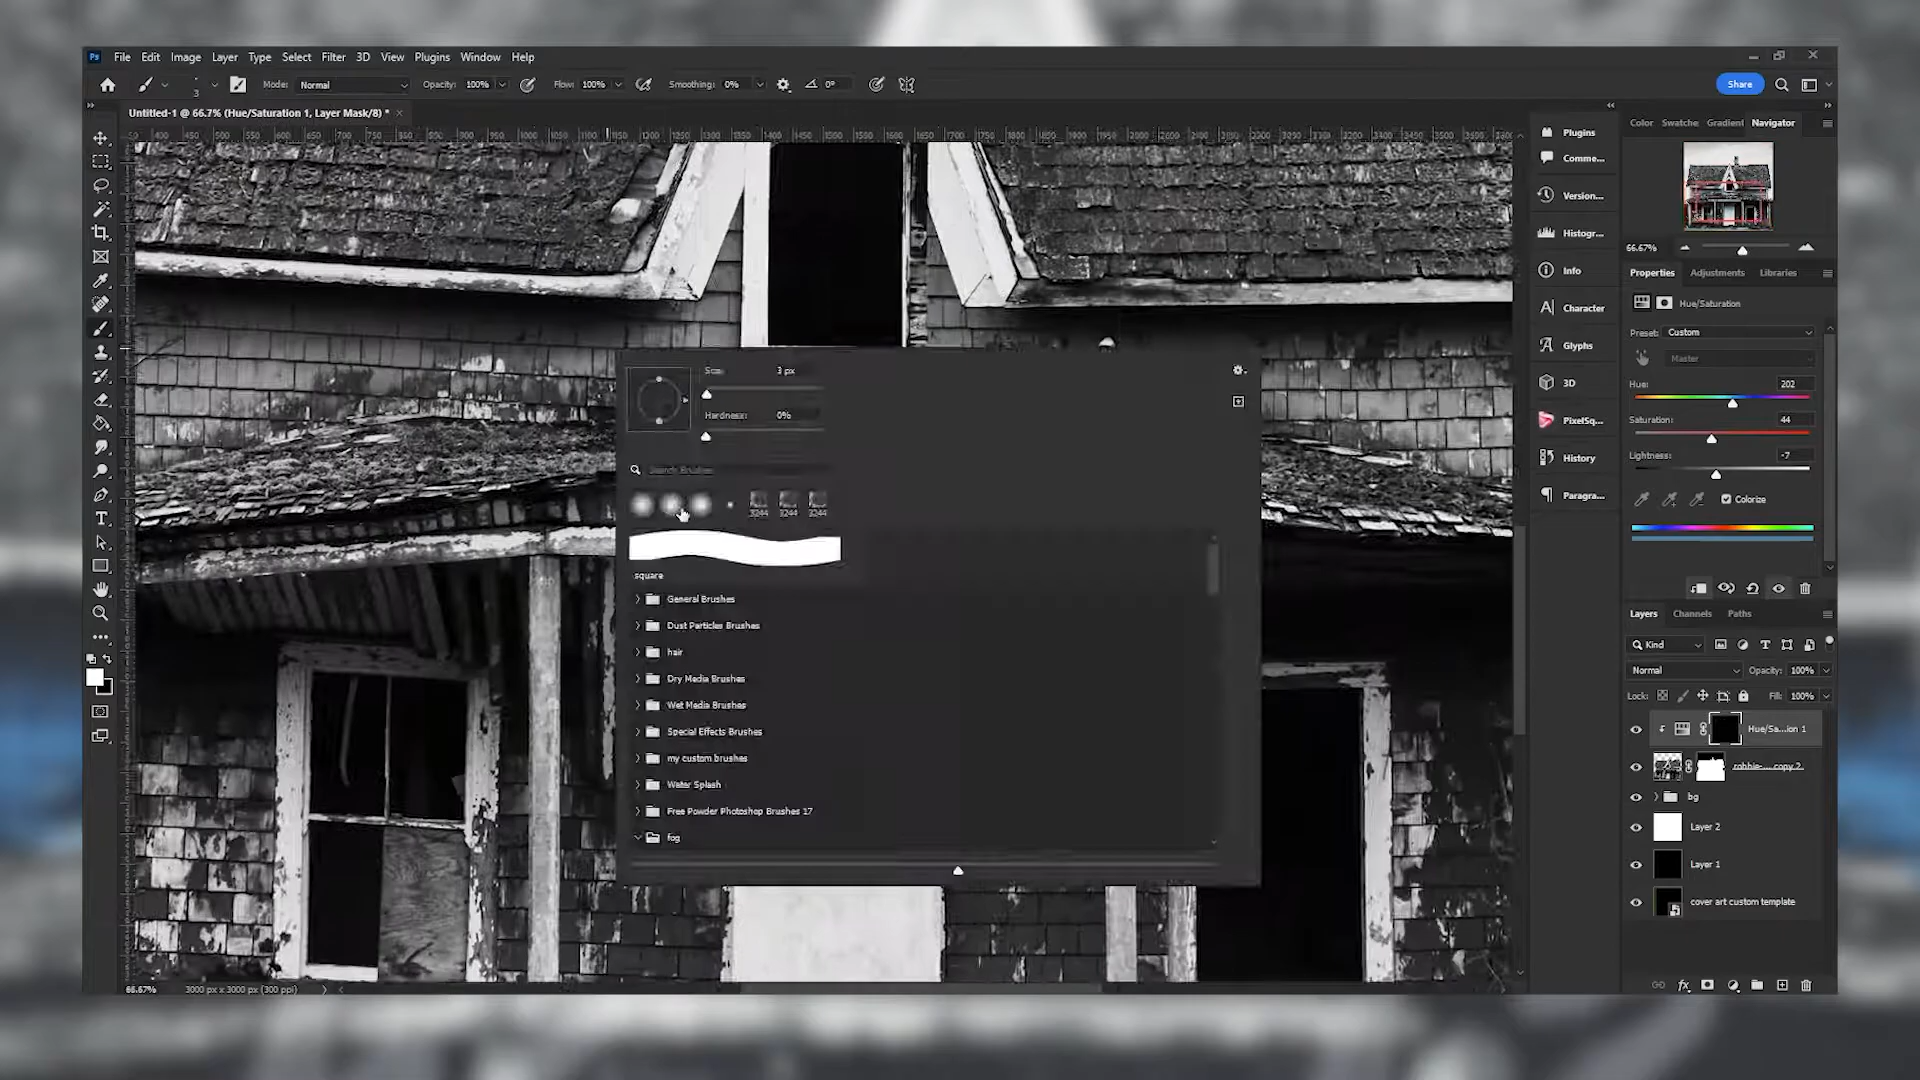 Ps File Edit Image Layer Type Select Filter 3D View Plugins Window Help
3 Mode: Normal Opacity: 100% Flow: 100% Smoothing: 0% 0° Share
Untitled-1 @ 66.7% (Hue/Saturation 1, Layer Mask/8) * ×
Size: 3 px
Hardness: 0%
Search Brushes
3244 3244 3244
square
General Brushes
Dust Particles Brushes
hair
Dry Media Brushes
Wet Media Brushes
Special Effects Brushes
my custom brushes
Water Splash
Free Powder Photoshop Brushes 17
fog
66.67% 3000 px x 3000 px (300 ppi)
Plugins
Comme...
Version...
Histogr...
Info
Character
Glyphs
3D
PixelSq...
History
Paragra...
Color Swatche Gradient Navigator
66.67%
Properties Adjustments Libraries
Hue/Saturation
Preset: Custom
Master
Hue: 202
Saturation: 44
Lightness: -7
Colorize
Layers Channels Paths
Kind
Normal Opacity: 100%
Lock: Fill: 100%
Hue/Sa...ion 1
robbie-... copy 2
bg
Layer 2
Layer 1
cover art custom template
fx